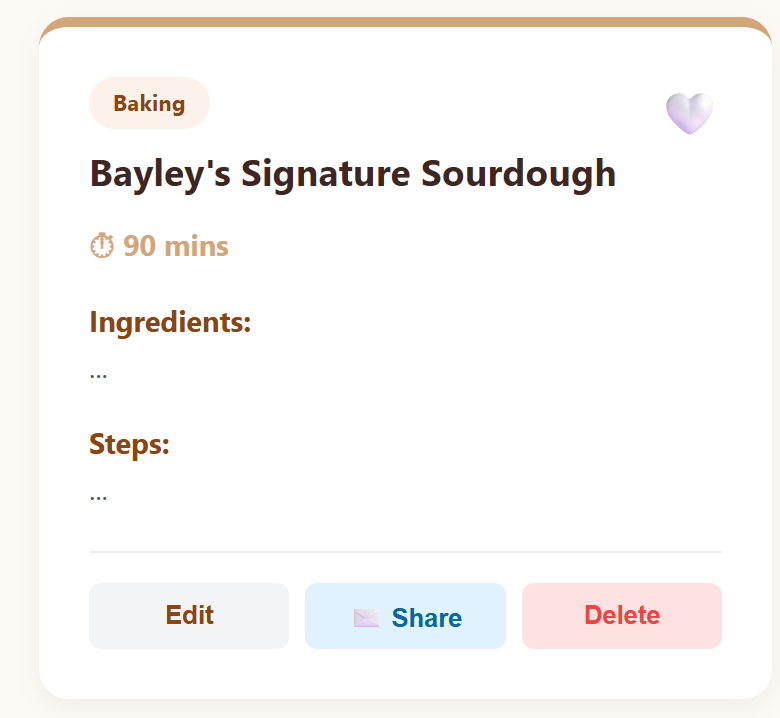 Baking
Bayley's Signature Sourdough
⏱ 90 mins
Ingredients:
...
Steps:
...
Edit
Share
Delete